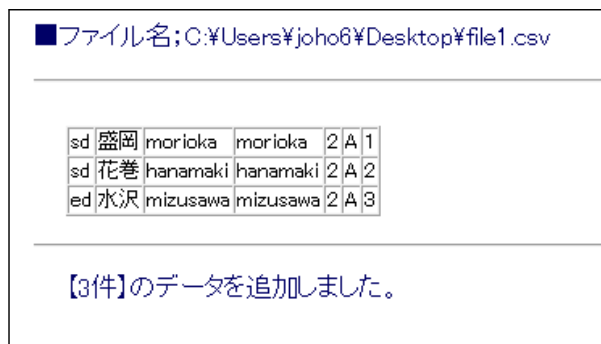 ■ファイル名;C:¥Users¥joho6¥Desktop¥file1.csv
sd 盛岡 morioka morioka 2 A 1
sd 花巻 hanamaki hanamaki 2 A 2
ed 水沢 mizusawa mizusawa 2 A 3
【3件】のデータを追加しました。